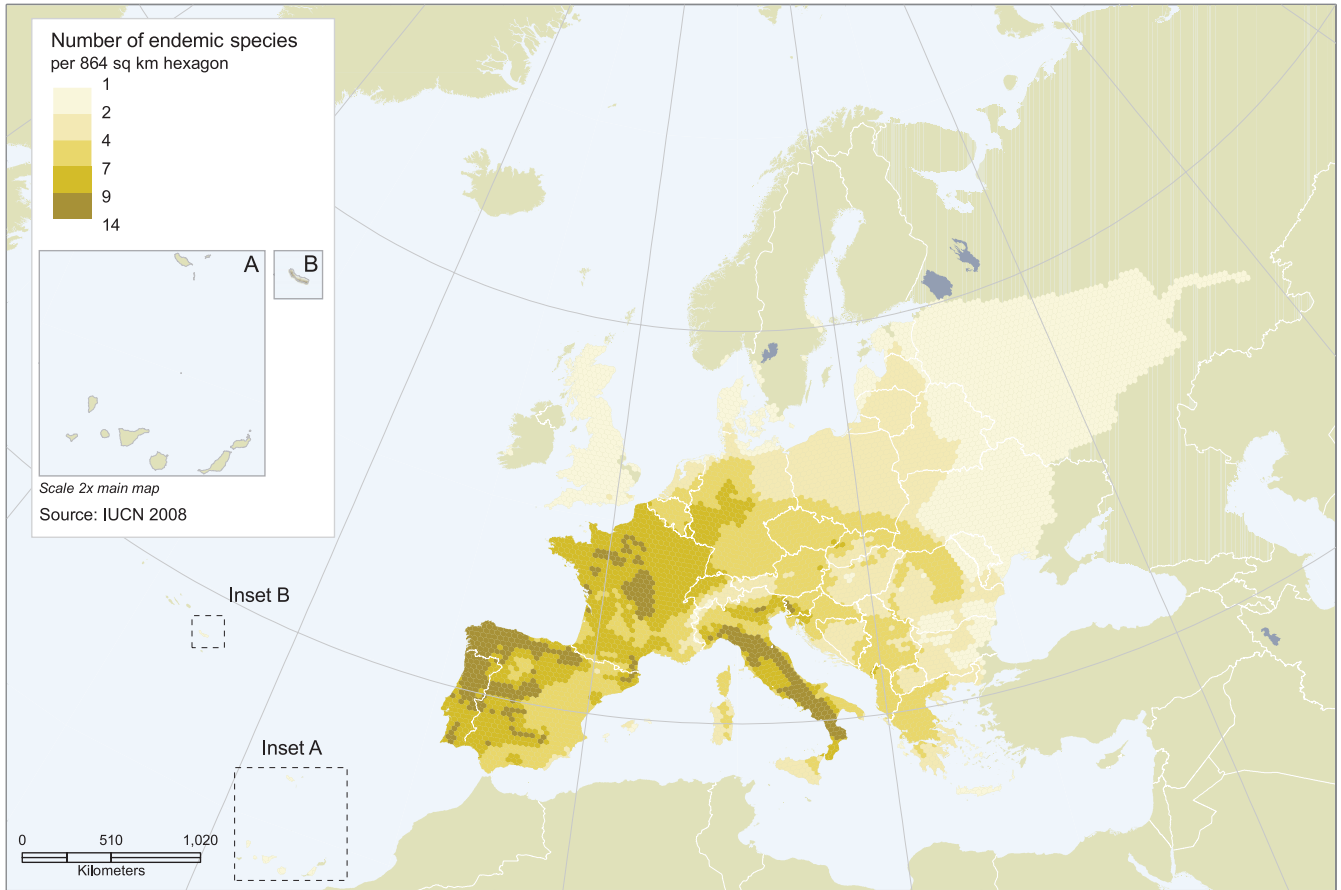 Number of endemic species
per 864 sq km hexagon
1
2
4
7
9
14
A
B
Scale 2x main map
Source: IUCN 2008
Inset B
Inset A
0 510 1,020
Kilometers